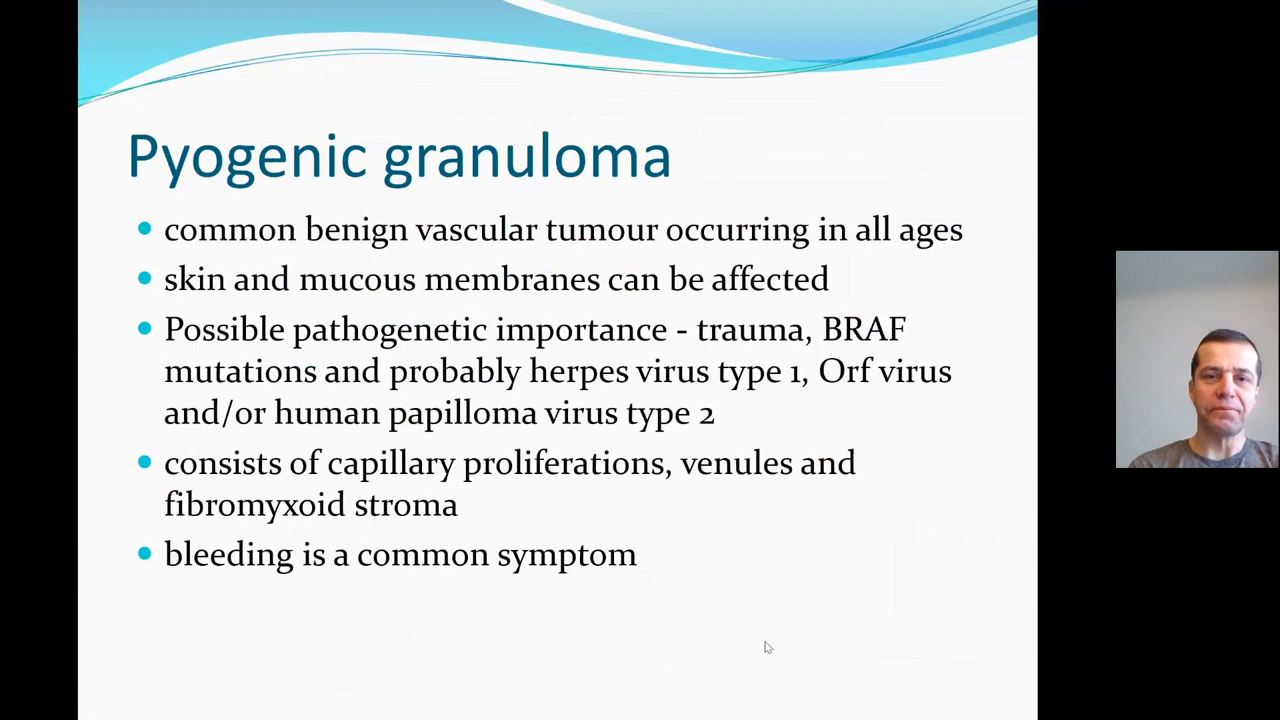 Pyogenic granuloma
common benign vascular tumour occurring in all ages
skin and mucous membranes can be affected
Possible pathogenetic importance - trauma, BRAF
mutations and probably herpes virus type 1, Orf virus
and/or human papilloma virus type 2
consists of capillary proliferations, venules and
fibromyxoid stroma
bleeding is a common symptom